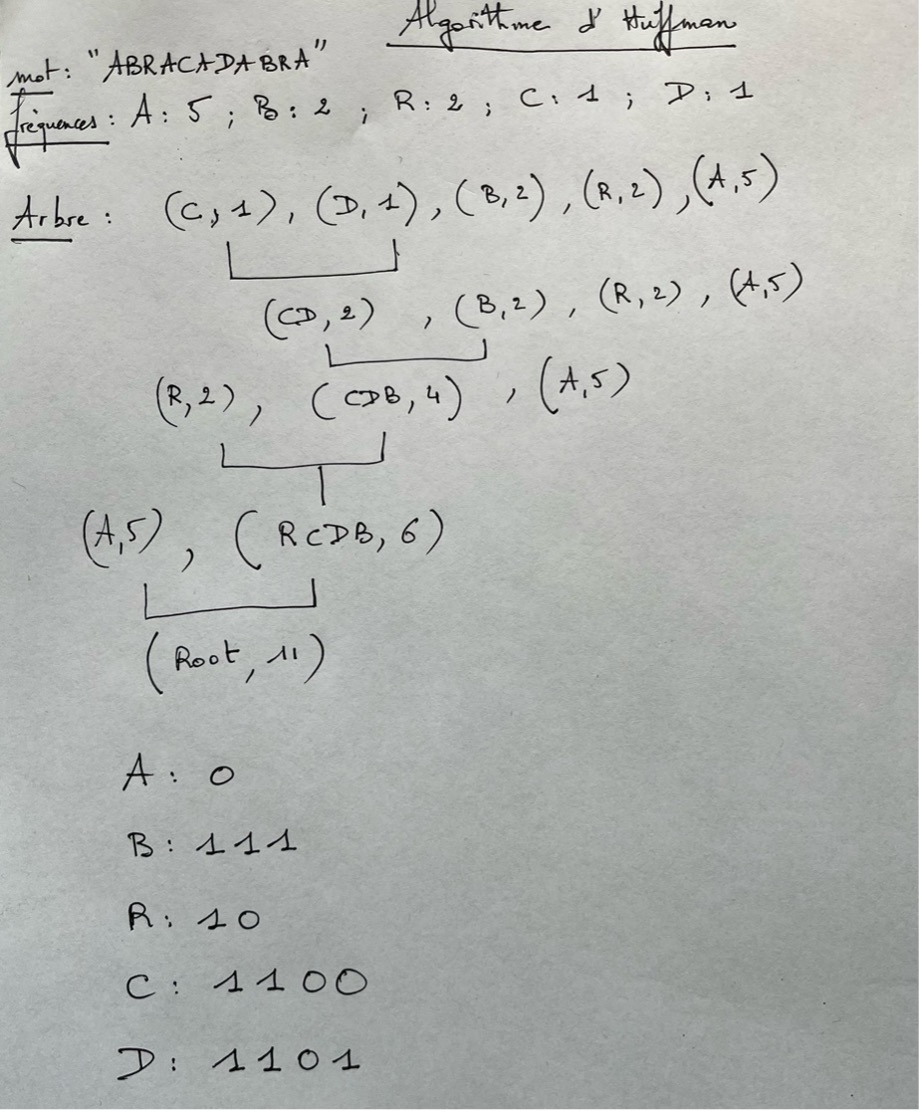 Algorithme d'Huffman
mot : "ABRACADABRA"
fréquences : A : 5 ; B : 2 ; R : 2 ; C : 1 ; D : 1
Arbre : (C, 1), (D, 1), (B, 2), (R, 2), (A, 5)
(CD, 2) , (B, 2), (R, 2), (A, 5)
(R, 2), (CDB, 4) , (A, 5)
(A, 5), (RCDB, 6)
(Root, 11)
A : 0
B : 111
R : 10
C : 1100
D : 1101